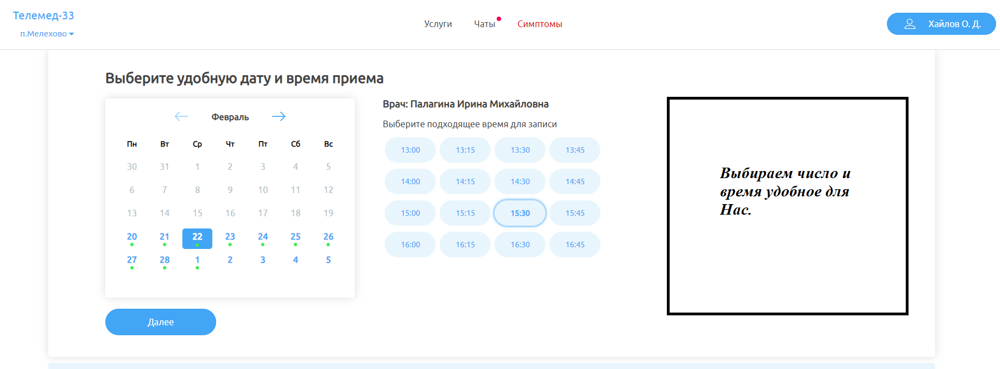 Телемед-33
п.Мелехово
Услуги
Чаты
Симптомы
Хайлов О. Д.
Выберите удобную дату и время приема
Февраль
Пн Вт Ср Чт Пт Сб Вс
30 31 1 2 3 4 5
6 7 8 9 10 11 12
13 14 15 16 17 18 19
20 21 22 23 24 25 26
27 28 1 2 3 4 5
Далее
Врач: Палагина Ирина Михайловна
Выберите подходящее время для записи
13:00 13:15 13:30 13:45
14:00 14:15 14:30 14:45
15:00 15:15 15:30 15:45
16:00 16:15 16:30 16:45
Выбираем число и
время удобное для
Нас.